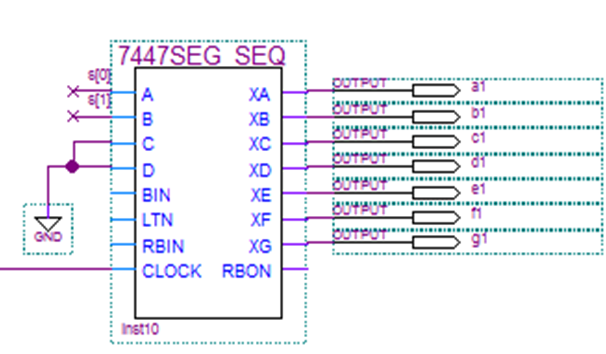 7447SEG_SEQ
s[0]
s[1]
A XA
B XB
C XC
D XD
BIN XE
LTN XF
RBIN XG
CLOCK RBON
OUTPUT a1
OUTPUT b1
OUTPUT c1
OUTPUT d1
OUTPUT e1
OUTPUT f1
OUTPUT g1
GND
Inst10